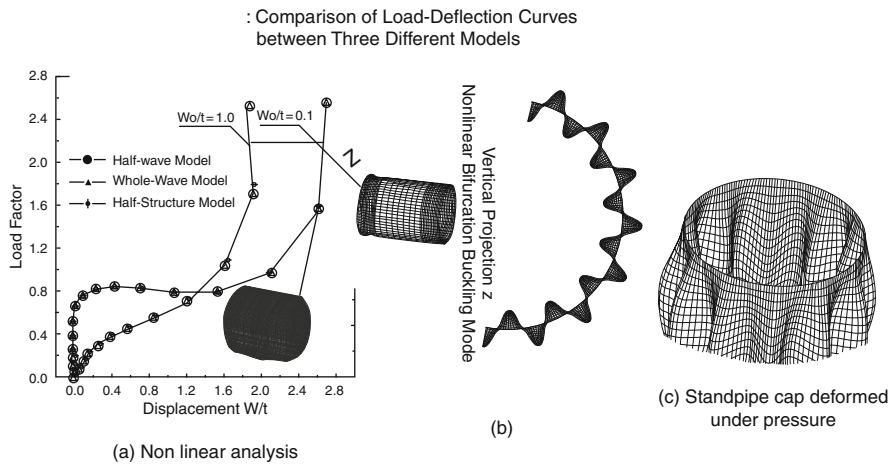 : Comparison of Load-Deflection Curves
between Three Different Models
2.8
2.4
2.0
1.6
1.2
0.8
0.4
0.0
Load Factor
Wo/t=1.0
Wo/t=0.1
Half-wave Model
Whole-Wave Model
Half-Structure Model
0.0 0.4 0.8 1.2 1.6 2.0 2.4 2.8
Displacement W/t
(a) Non linear analysis
Z
Vertical Projection z
Nonlinear Bifurcation Buckling Mode
(b)
(c) Standpipe cap deformed
under pressure